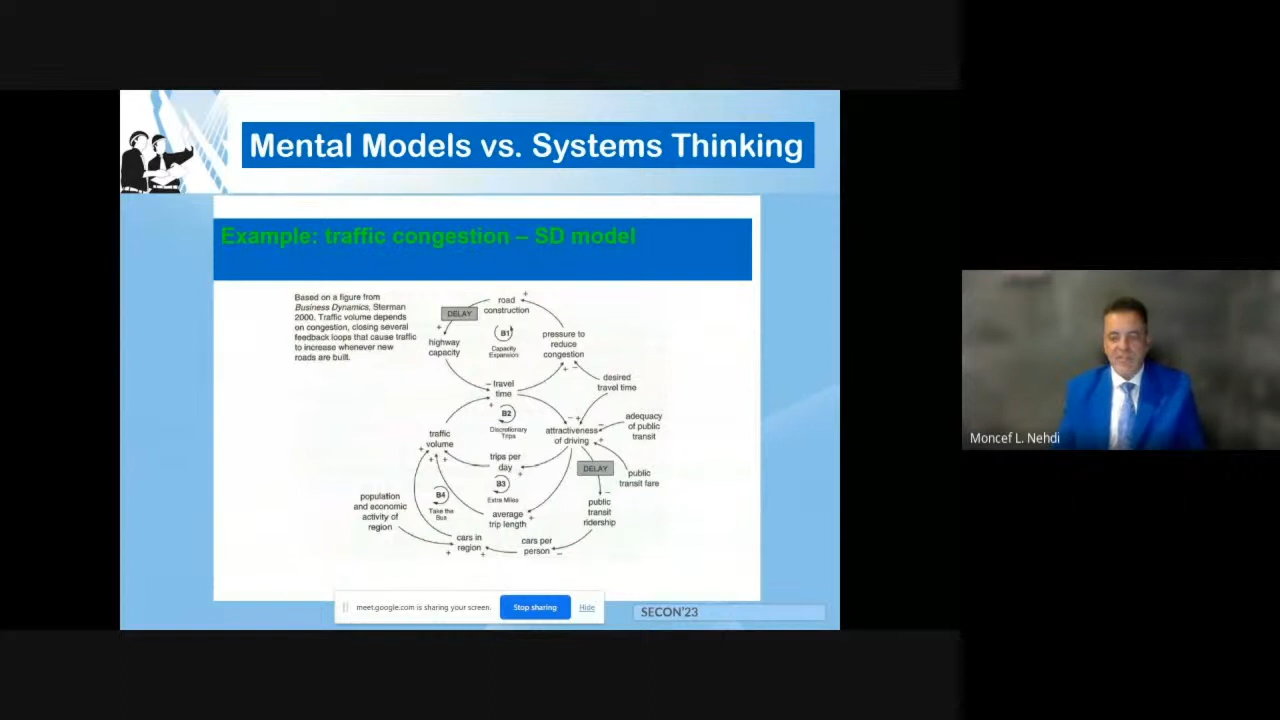 Mental Models vs. Systems Thinking
Example: traffic congestion – SD model
Based on a figure from
Business Dynamics, Sterman
2000. Traffic volume depends
on congestion, closing several
feedback loops that cause traffic
to increase whenever new
roads are built.
+
road
construction
DELAY
+
B1
Capacity
Expansion
highway
capacity
pressure to
reduce
congestion
+ –
– travel
time
+
desired
travel time
B2
Discretionary
Trips
– +
attractiveness
of driving
–
+
adequacy
of public
transit
traffic
volume
+ + +
trips per
day
+
DELAY
public
transit fare
B3
Extra Miles
B4
Take the
Bus
–
public
transit
ridership
population
and economic
activity of
region
average
trip length
+
cars in
region
+ +
cars per
person
–
meet.google.com is sharing your screen.
Stop sharing
Hide
SECON'23
Moncef L. Nehdi